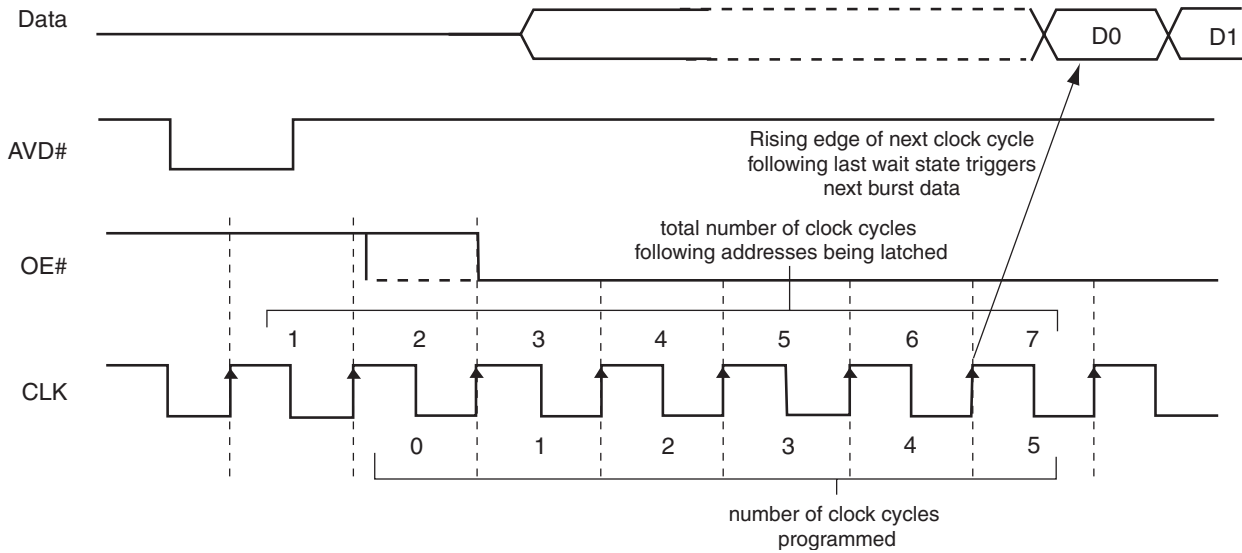 Data
D0
D1
AVD#
Rising edge of next clock cycle
following last wait state triggers
next burst data
total number of clock cycles
following addresses being latched
OE#
1 2 3 4 5 6 7
CLK
0 1 2 3 4 5
number of clock cycles
programmed